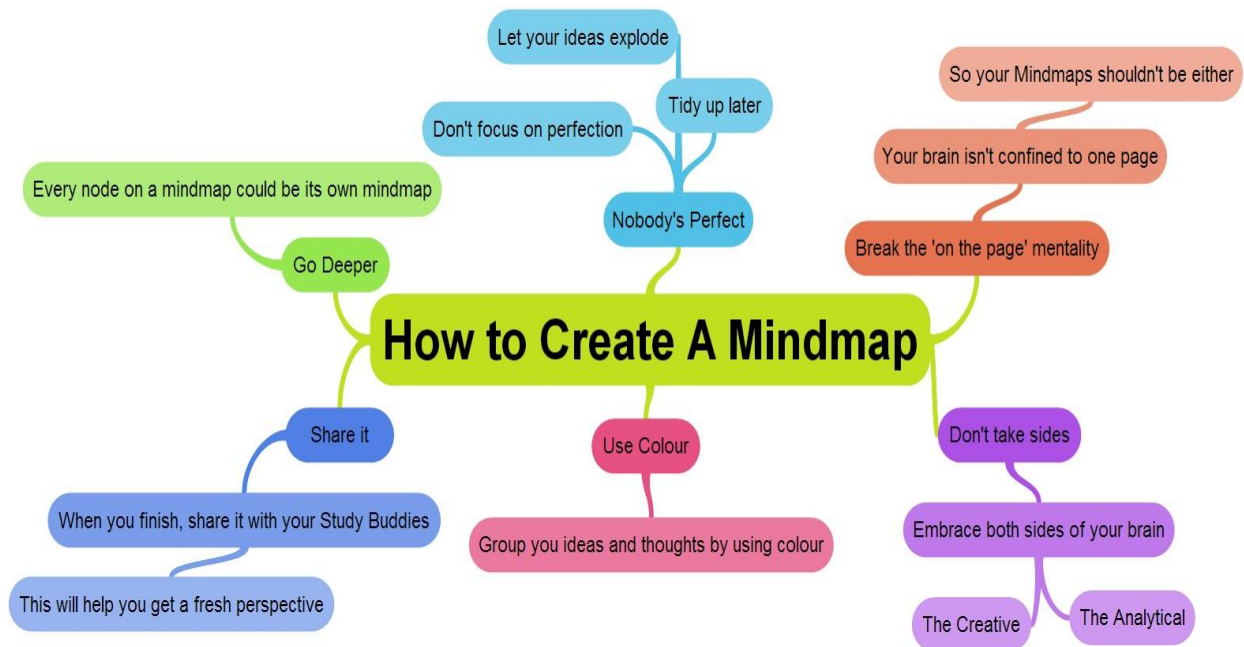 Let your ideas explode
Tidy up later
Don't focus on perfection
Nobody's Perfect
So your Mindmaps shouldn't be either
Your brain isn't confined to one page
Break the 'on the page' mentality
Every node on a mindmap could be its own mindmap
Go Deeper
How to Create A Mindmap
Share it
When you finish, share it with your Study Buddies
This will help you get a fresh perspective
Use Colour
Group you ideas and thoughts by using colour
Don't take sides
Embrace both sides of your brain
The Creative
The Analytical